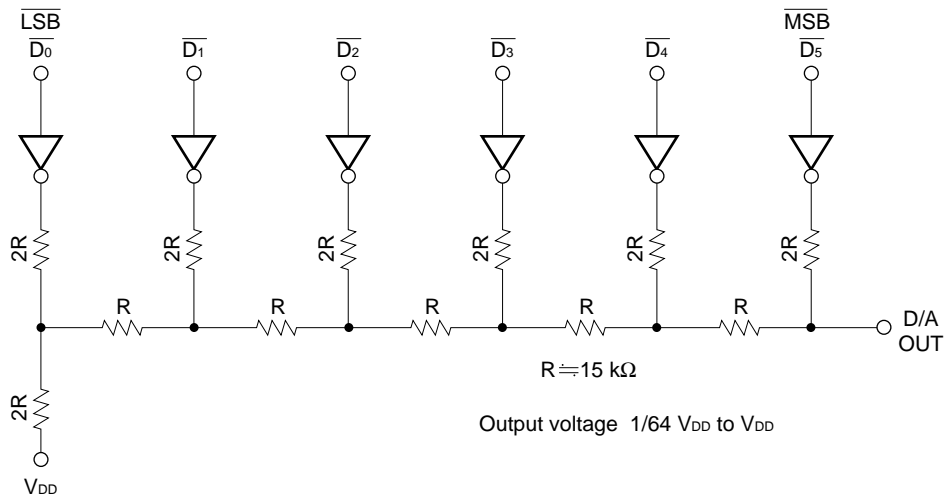 LSB MSB
D0 D1 D2 D3 D4 D5
2R 2R 2R 2R 2R 2R
R R R R R
D/A
OUT
R≒15 kΩ
2R
Output voltage 1/64 VDD to VDD
VDD